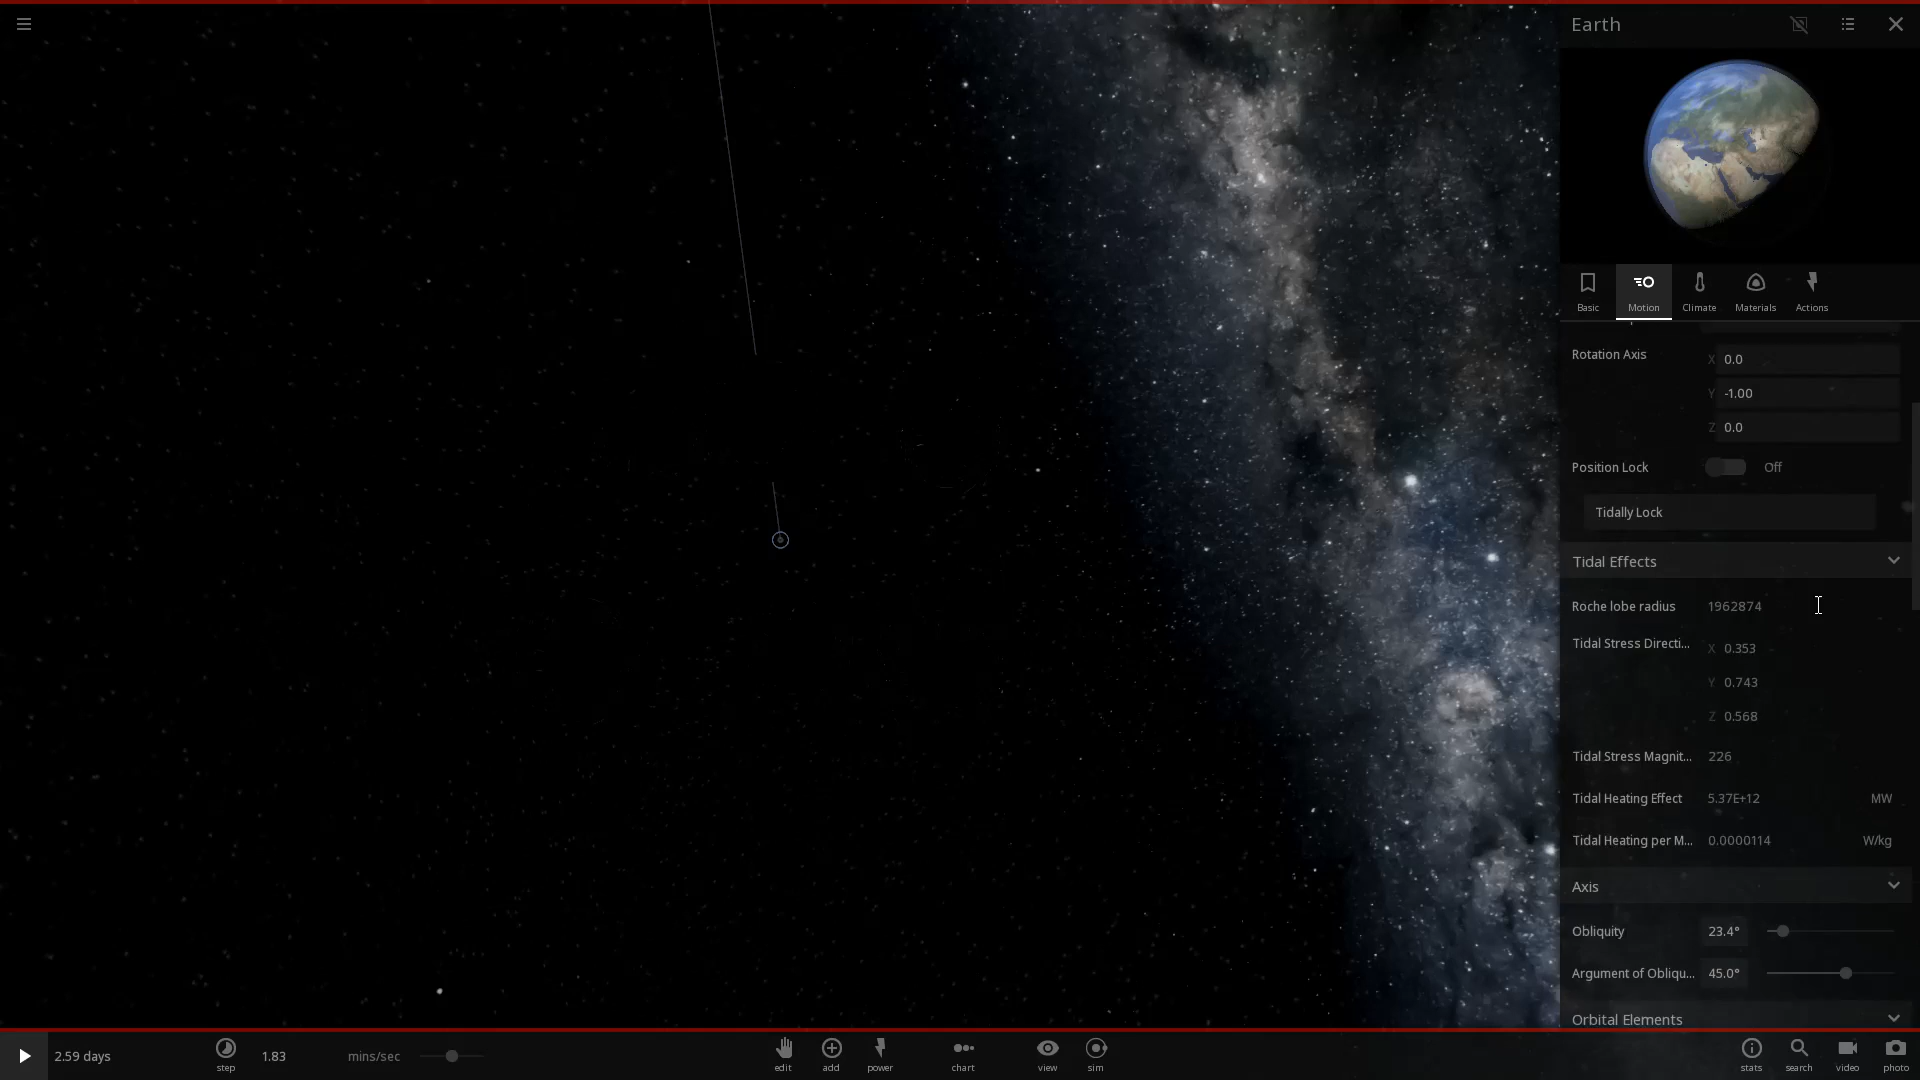 Earth
Basic
Motion
Climate
Materials
Actions
Rotation Axis
X 0.0
Y -1.00
Z 0.0
Position Lock Off
Tidally Lock
Tidal Effects
Roche lobe radius 1962874
Tidal Stress Directi... X 0.353
Y 0.743
Z 0.568
Tidal Stress Magnit... 226
Tidal Heating Effect 5.37E+12 MW
Tidal Heating per M... 0.0000114 W/kg
Axis
Obliquity 23.4°
Argument of Obliqu... 45.0°
Orbital Elements
2.59 days
step
1.83 mins/sec
edit
add
power
chart
view
sim
stats
search
video
photo